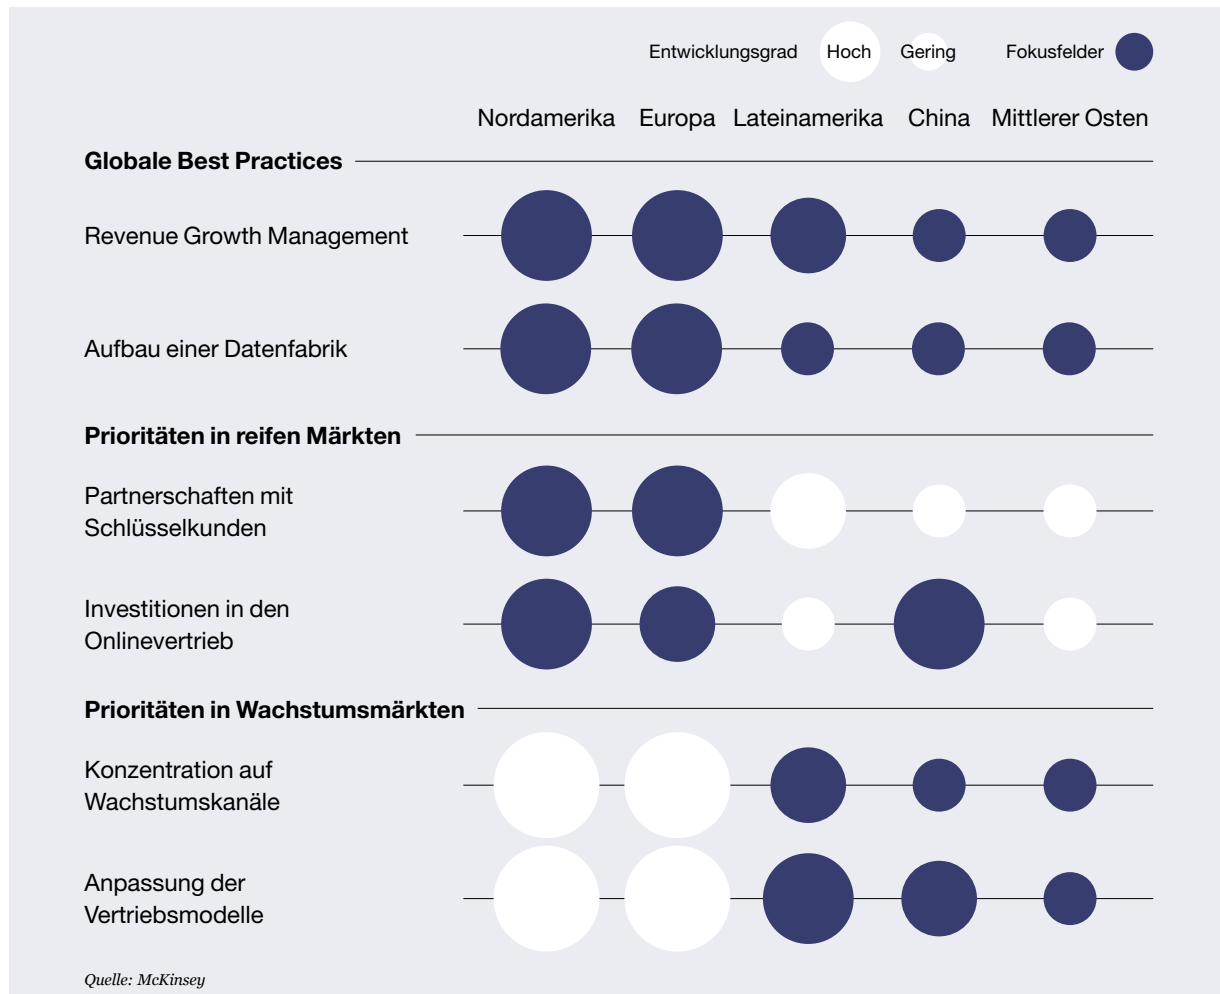 Entwicklungsgrad Hoch Gering Fokusfelder
Nordamerika Europa Lateinamerika China Mittlerer Osten
Globale Best Practices
Revenue Growth Management
Aufbau einer Datenfabrik
Prioritäten in reifen Märkten
Partnerschaften mit
Schlüsselkunden
Investitionen in den
Onlinevertrieb
Prioritäten in Wachstumsmärkten
Konzentration auf
Wachstumskanäle
Anpassung der
Vertriebsmodelle
Quelle: McKinsey